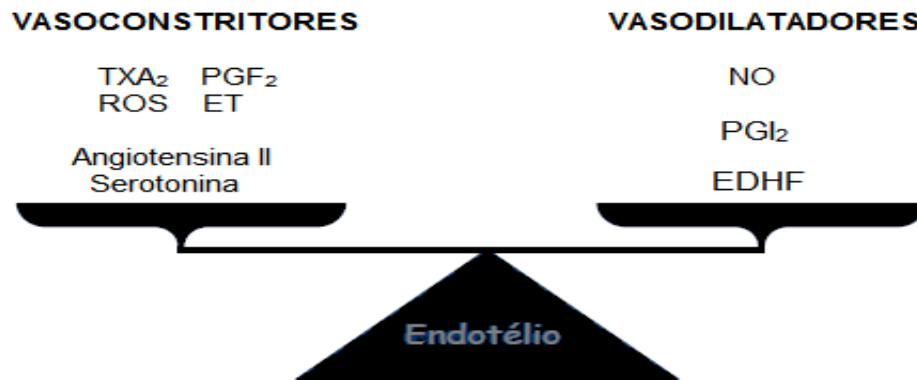 VASOCONSTRITORES
TXA₂ PGF₂
ROS ET
Angiotensina II
Serotonina
VASODILATADORES
NO
PGI₂
EDHF
Endotélio